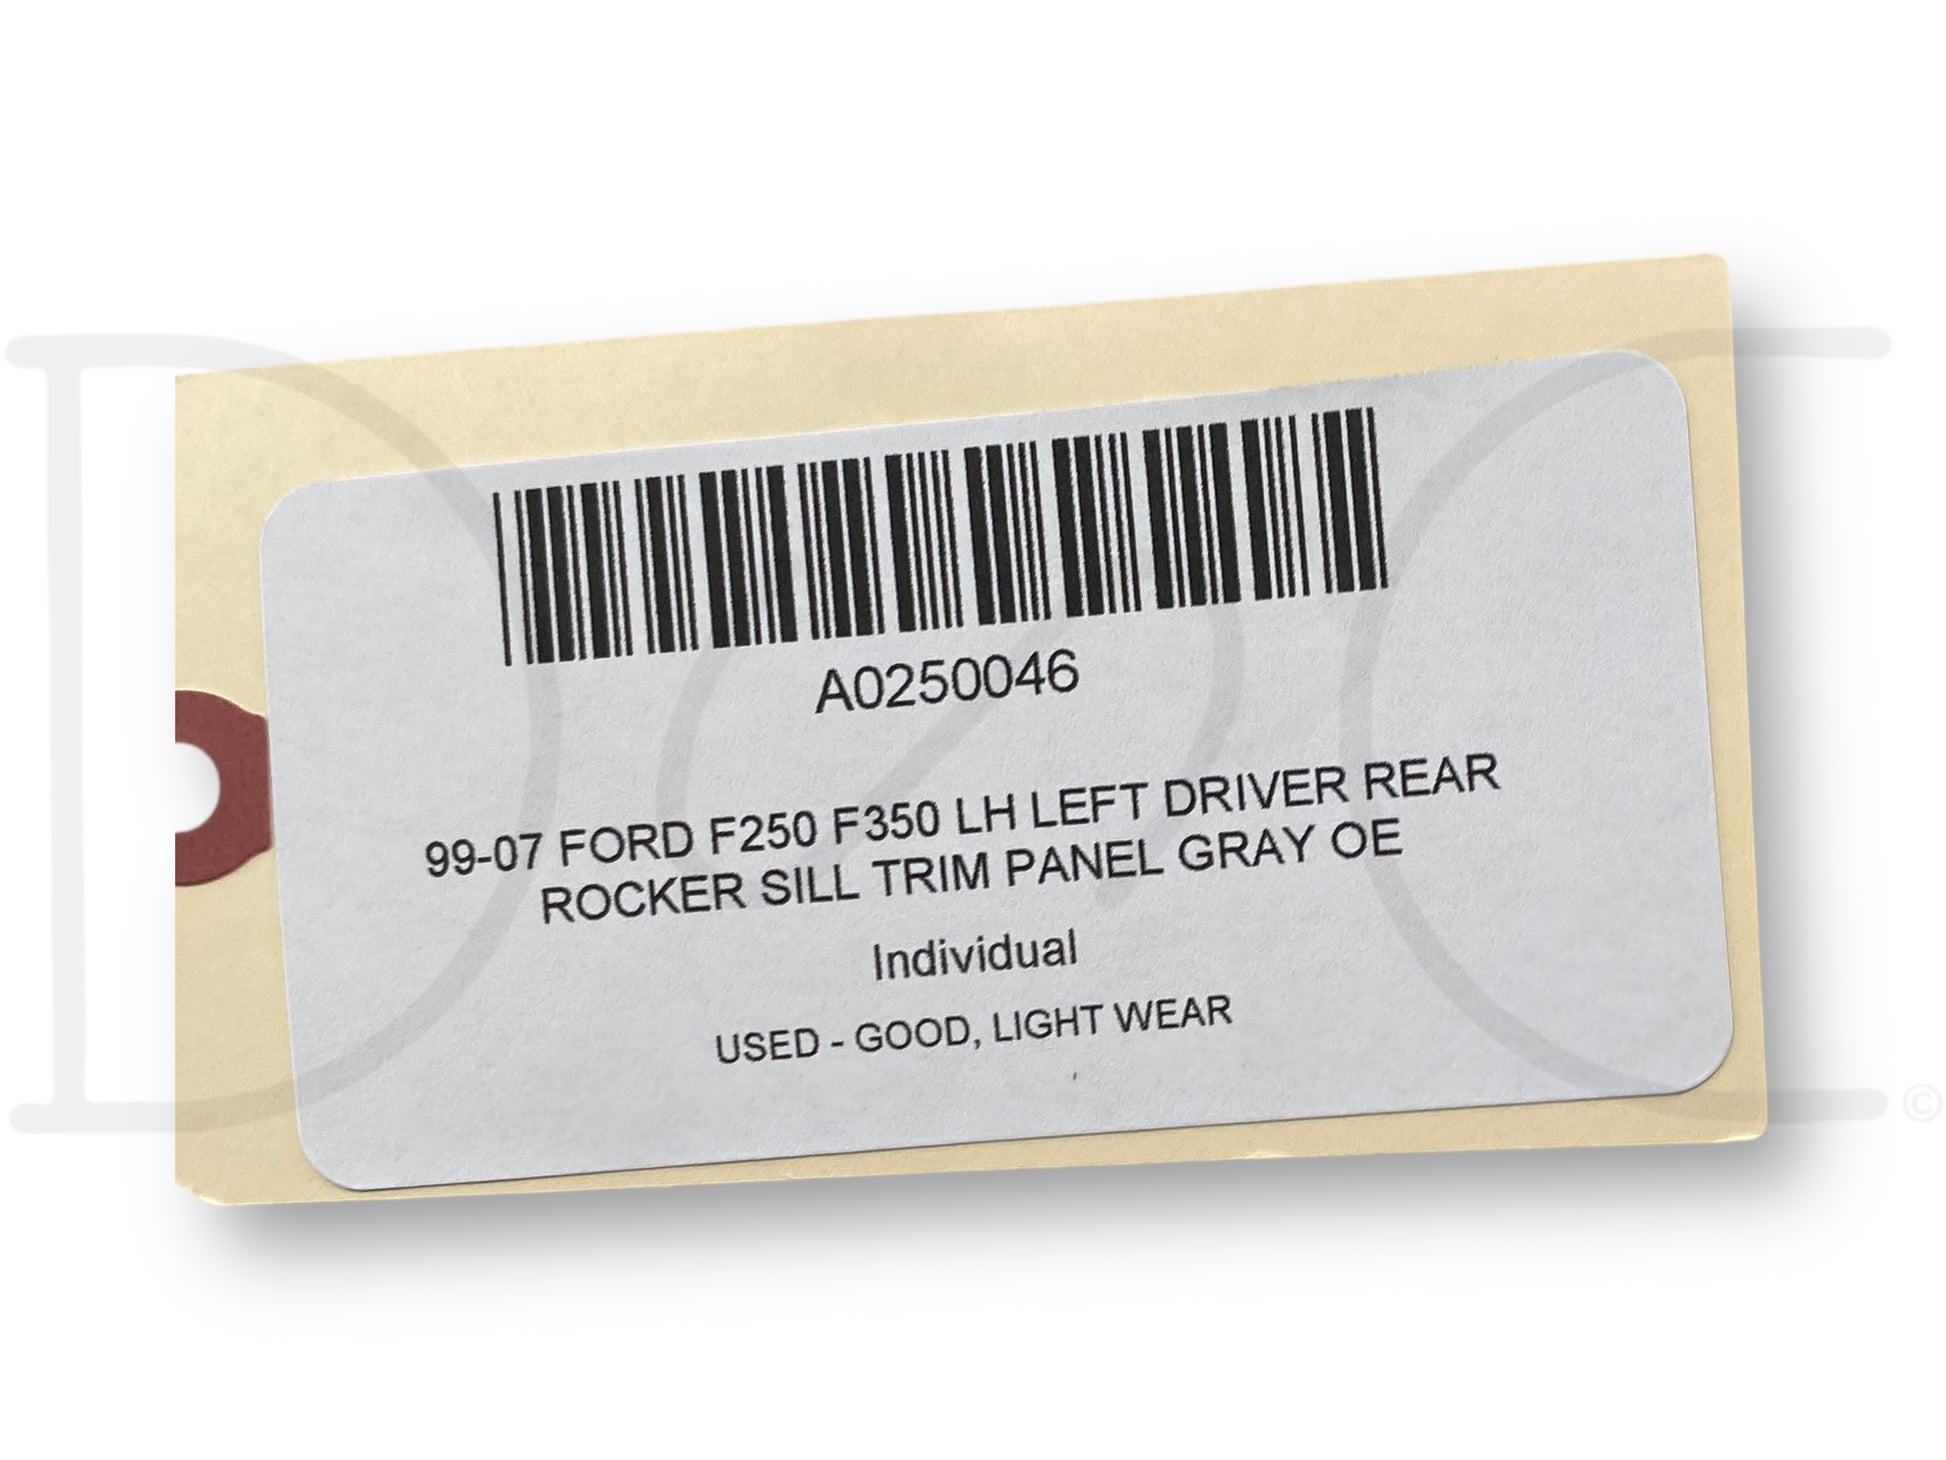 A0250046
99-07 FORD F250 F350 LH LEFT DRIVER REAR
ROCKER SILL TRIM PANEL GRAY OE
Individual
USED - GOOD, LIGHT WEAR
©